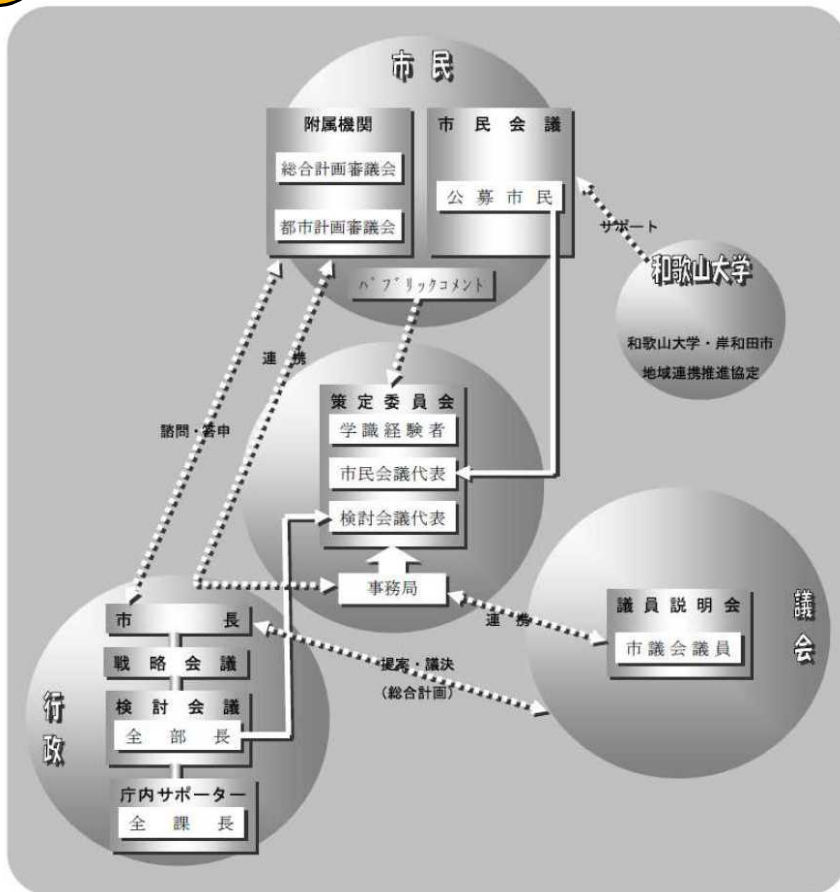 市民
附属機関
総合計画審議会
都市計画審議会
市民会議
公募市民
パブリックコメント
サポート
和歌山大学
和歌山大学・岸和田市
地域連携推進協定
連携
諮問・答申
策定委員会
学識経験者
市民会議代表
検討会議代表
事務局
連携
議会
議員説明会
市議会議員
提案・議決
(総合計画)
行政
市長
戦略会議
検討会議
全部長
庁内サポーター
全課長